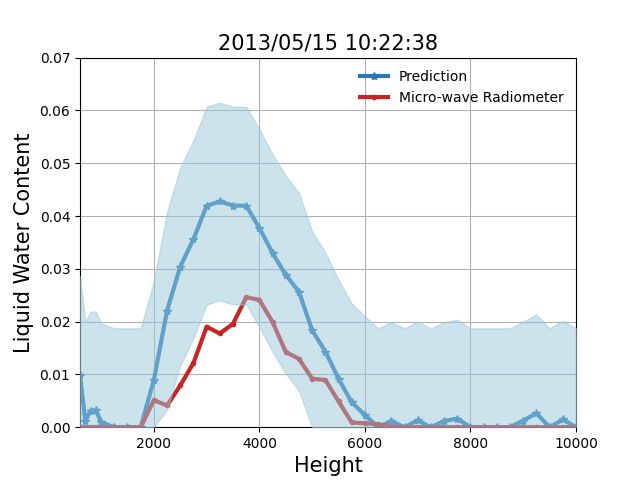 2013/05/15 10:22:38
Prediction
Micro-wave Radiometer
Liquid Water Content
0.07
0.06
0.05
0.04
0.03
0.02
0.01
0.00
2000 4000 6000 8000 10000
Height